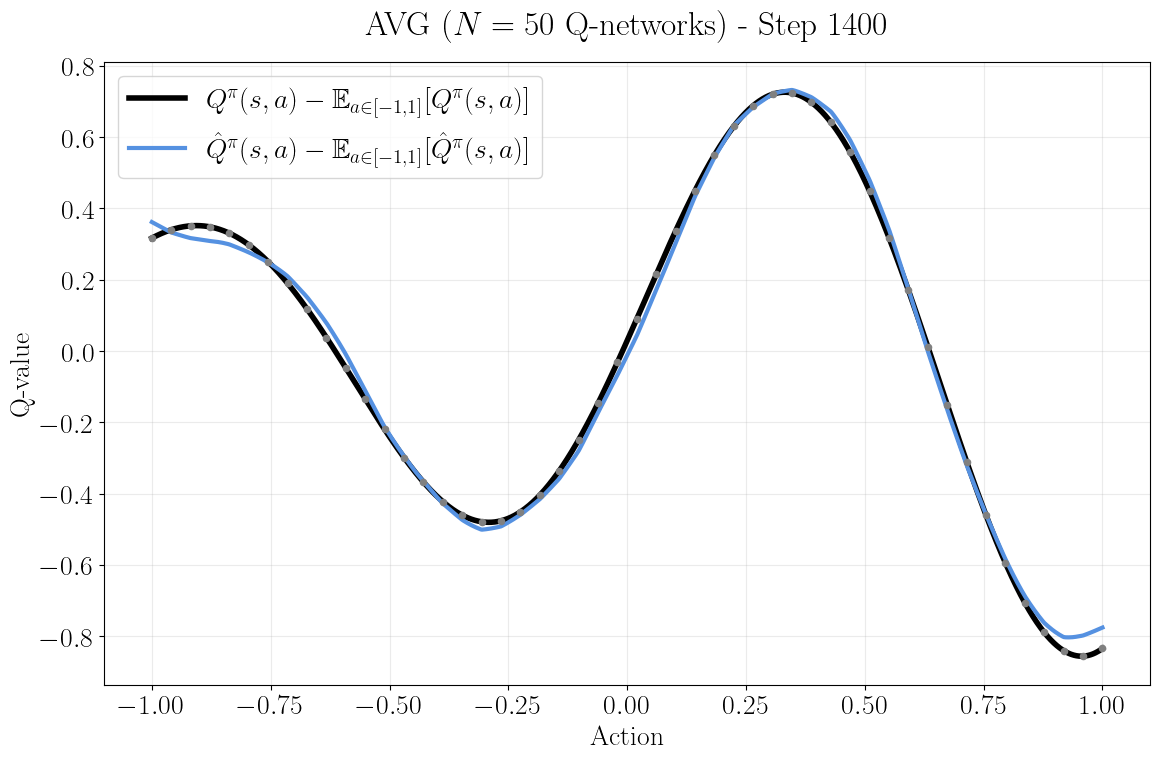 AVG (N = 50 Q-networks) - Step 1400
0.8
0.6
0.4
0.2
0.0
−0.2
−0.4
−0.6
−0.8
Q-value
Q^π(s, a) − 𝔼_{a∈[−1,1]}[Q^π(s, a)]
Q̂^π(s, a) − 𝔼_{a∈[−1,1]}[Q̂^π(s, a)]
−1.00 −0.75 −0.50 −0.25 0.00 0.25 0.50 0.75 1.00
Action